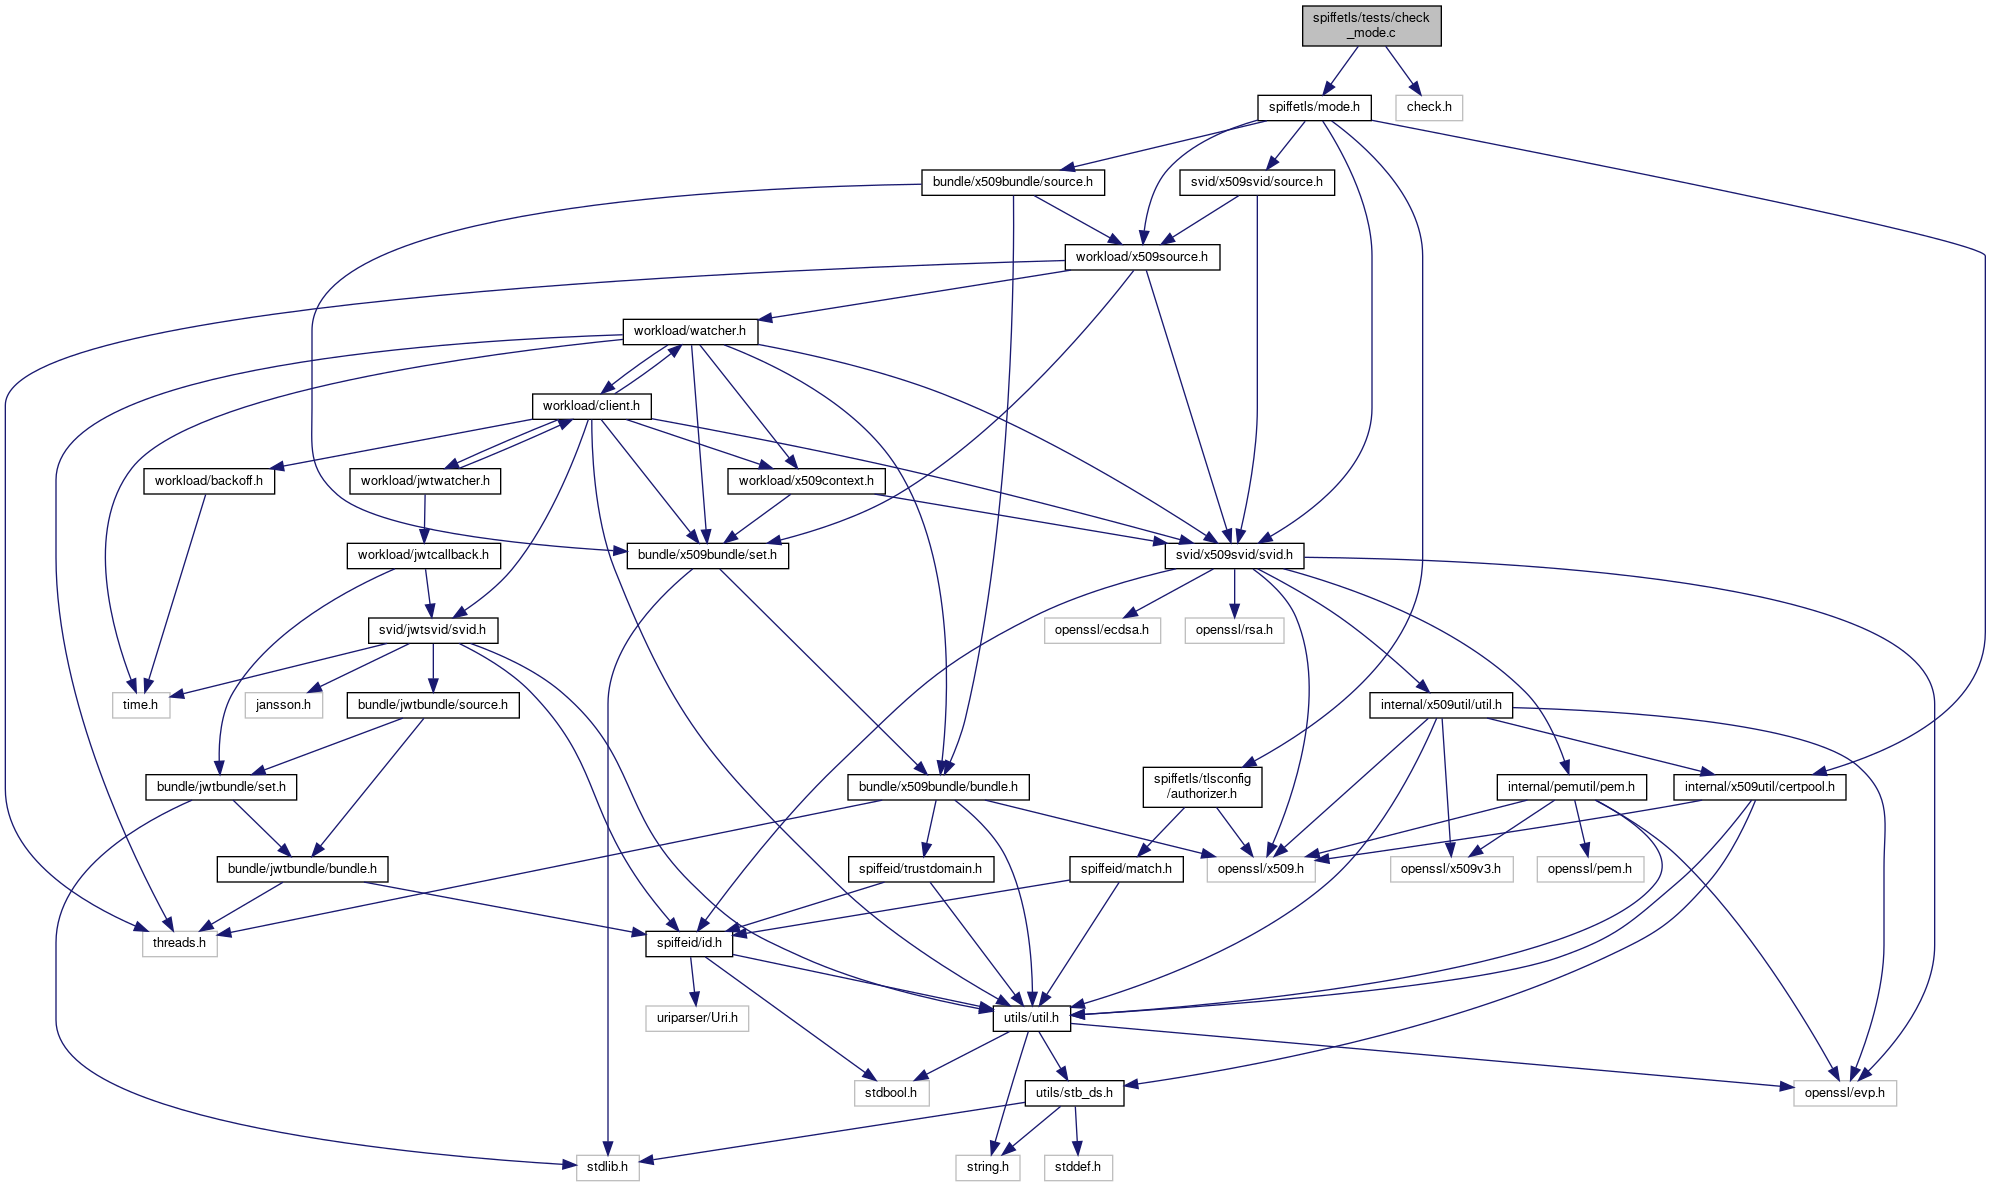 spiffetls/tests/check
_mode.c
spiffetls/mode.h
check.h
bundle/x509bundle/source.h
svid/x509svid/source.h
workload/x509source.h
workload/watcher.h
workload/client.h
workload/backoff.h
workload/jwtwatcher.h
workload/x509context.h
workload/jwtcallback.h
bundle/x509bundle/set.h
svid/x509svid/svid.h
svid/jwtsvid/svid.h
openssl/ecdsa.h
openssl/rsa.h
time.h
jansson.h
bundle/jwtbundle/source.h
internal/x509util/util.h
bundle/jwtbundle/set.h
bundle/x509bundle/bundle.h
spiffetls/tlsconfig
/authorizer.h
internal/pemutil/pem.h
internal/x509util/certpool.h
bundle/jwtbundle/bundle.h
spiffeid/trustdomain.h
spiffeid/match.h
openssl/x509.h
openssl/x509v3.h
openssl/pem.h
threads.h
spiffeid/id.h
uriparser/Uri.h
utils/util.h
stdbool.h
utils/stb_ds.h
openssl/evp.h
stdlib.h
string.h
stddef.h